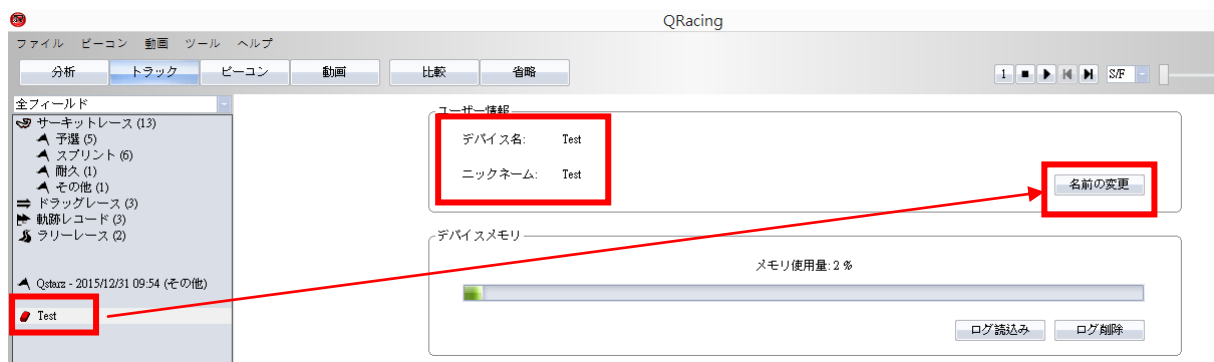 QRacing
ファイル ビーコン 動画 ツール ヘルプ
分析 トラック ビーコン 動画 比較 省略 1 S/F
全フィールド
サーキットレース (13)
予選 (5)
スプリント (6)
耐久 (1)
その他 (1)
ドラッグレース (3)
軌跡レコード (3)
ラリーレース (2)
Qstarz - 2015/12/31 09:54 (その他)
Test
ユーザー情報
デバイス名: Test
ニックネーム: Test
名前の変更
デバイスメモリ
メモリ使用量: 2 %
ログ読込み ログ削除